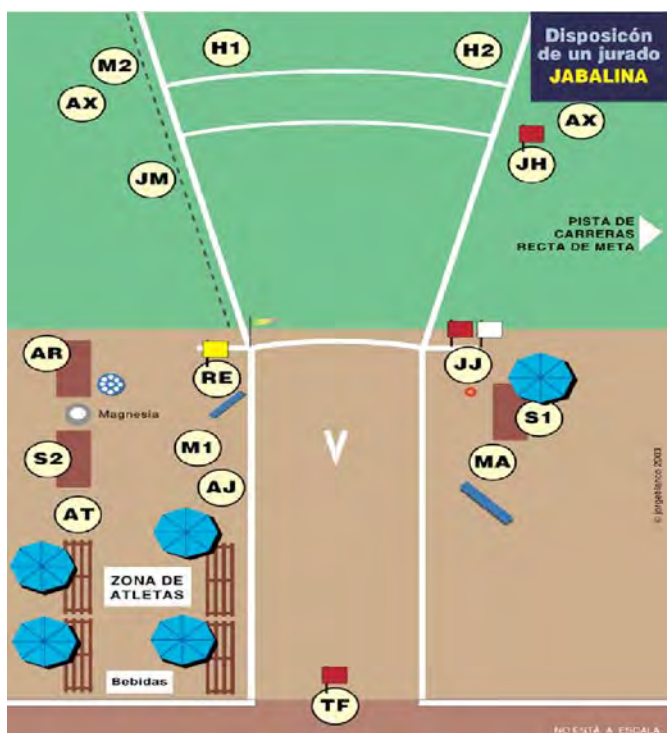 Disposicón
de un jurado
JABALINA
H1
H2
M2
AX
AX
JM
JH
PISTA DE
CARRERAS
RECTA DE META
AR
RE
JJ
Magnesia
S1
S2
M1
MA
AJ
AT
V
ZONA DE
ATLETAS
Bebidas
TF
© jorgeblanco 2003
NO ESTÁ A ESCALA